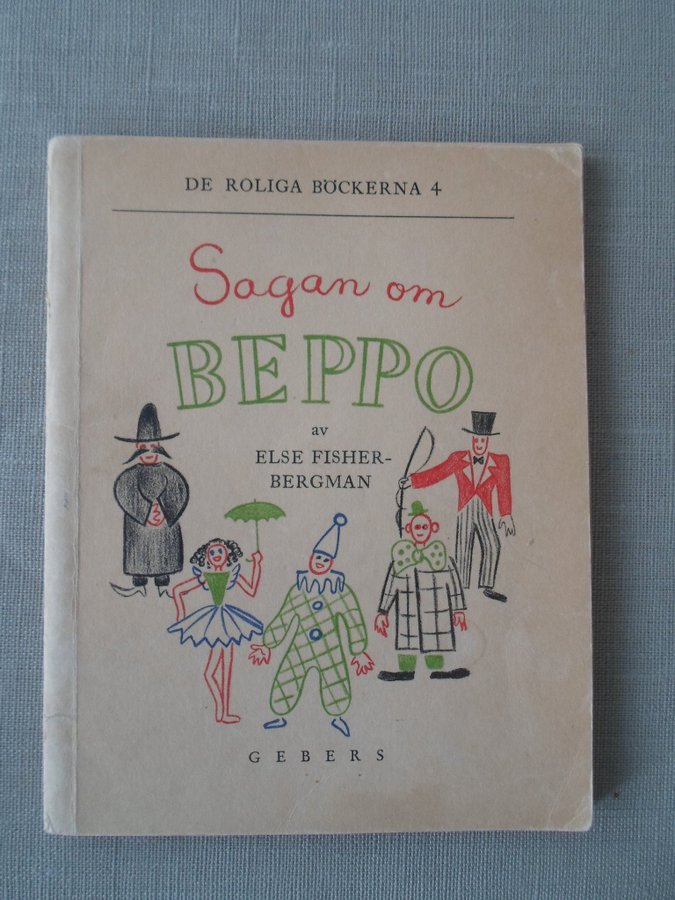 DE ROLIGA BÖCKERNA 4
Sagan om
BEPPO
av
ELSE FISHER-
BERGMAN
GEBERS